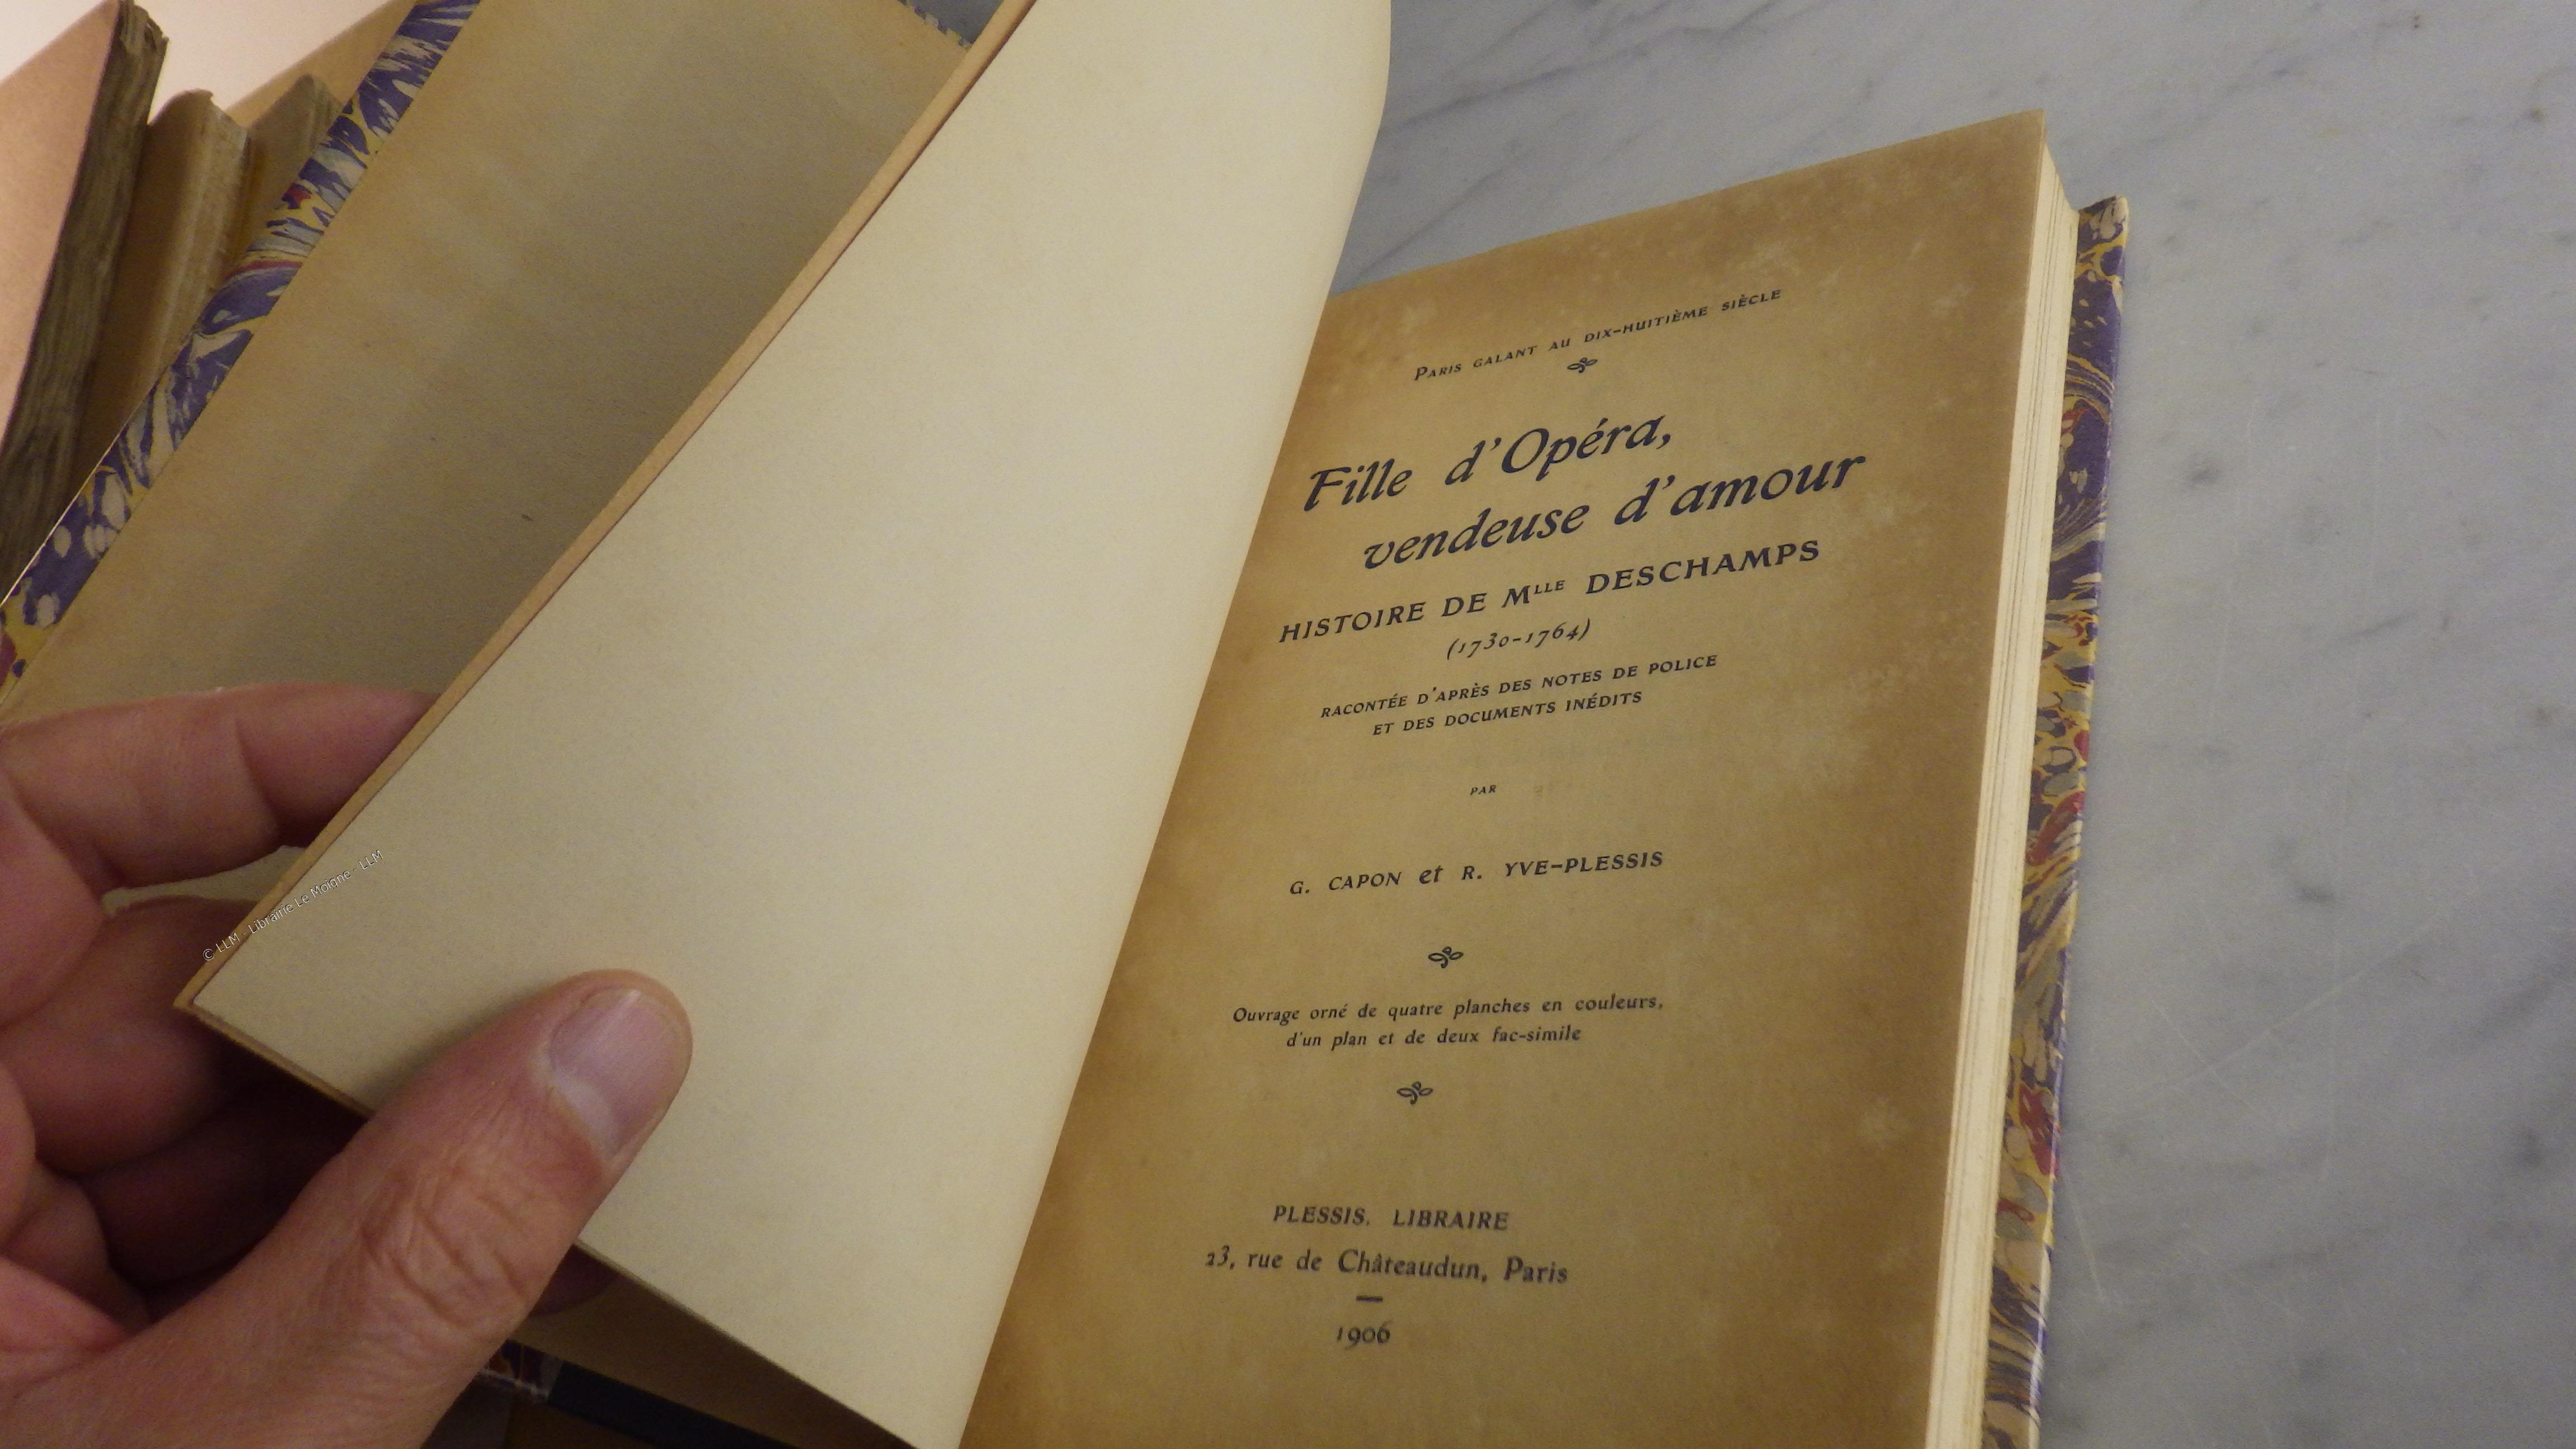 PARIS GALANT AU DIX-HUITIÈME SIÈCLE
Fille d'Opéra,
vendeuse d'amour
HISTOIRE DE Mlle DESCHAMPS
(1730-1764)
RACONTÉE D'APRÈS DES NOTES DE POLICE
ET DES DOCUMENTS INÉDITS
PAR
G. CAPON et R. YVE-PLESSIS
Ouvrage orné de quatre planches en couleurs,
d'un plan et de deux fac-simile
PLESSIS. LIBRAIRE
23, rue de Châteaudun, Paris
1906
© LLM - Librairie Le Moigne - LLM